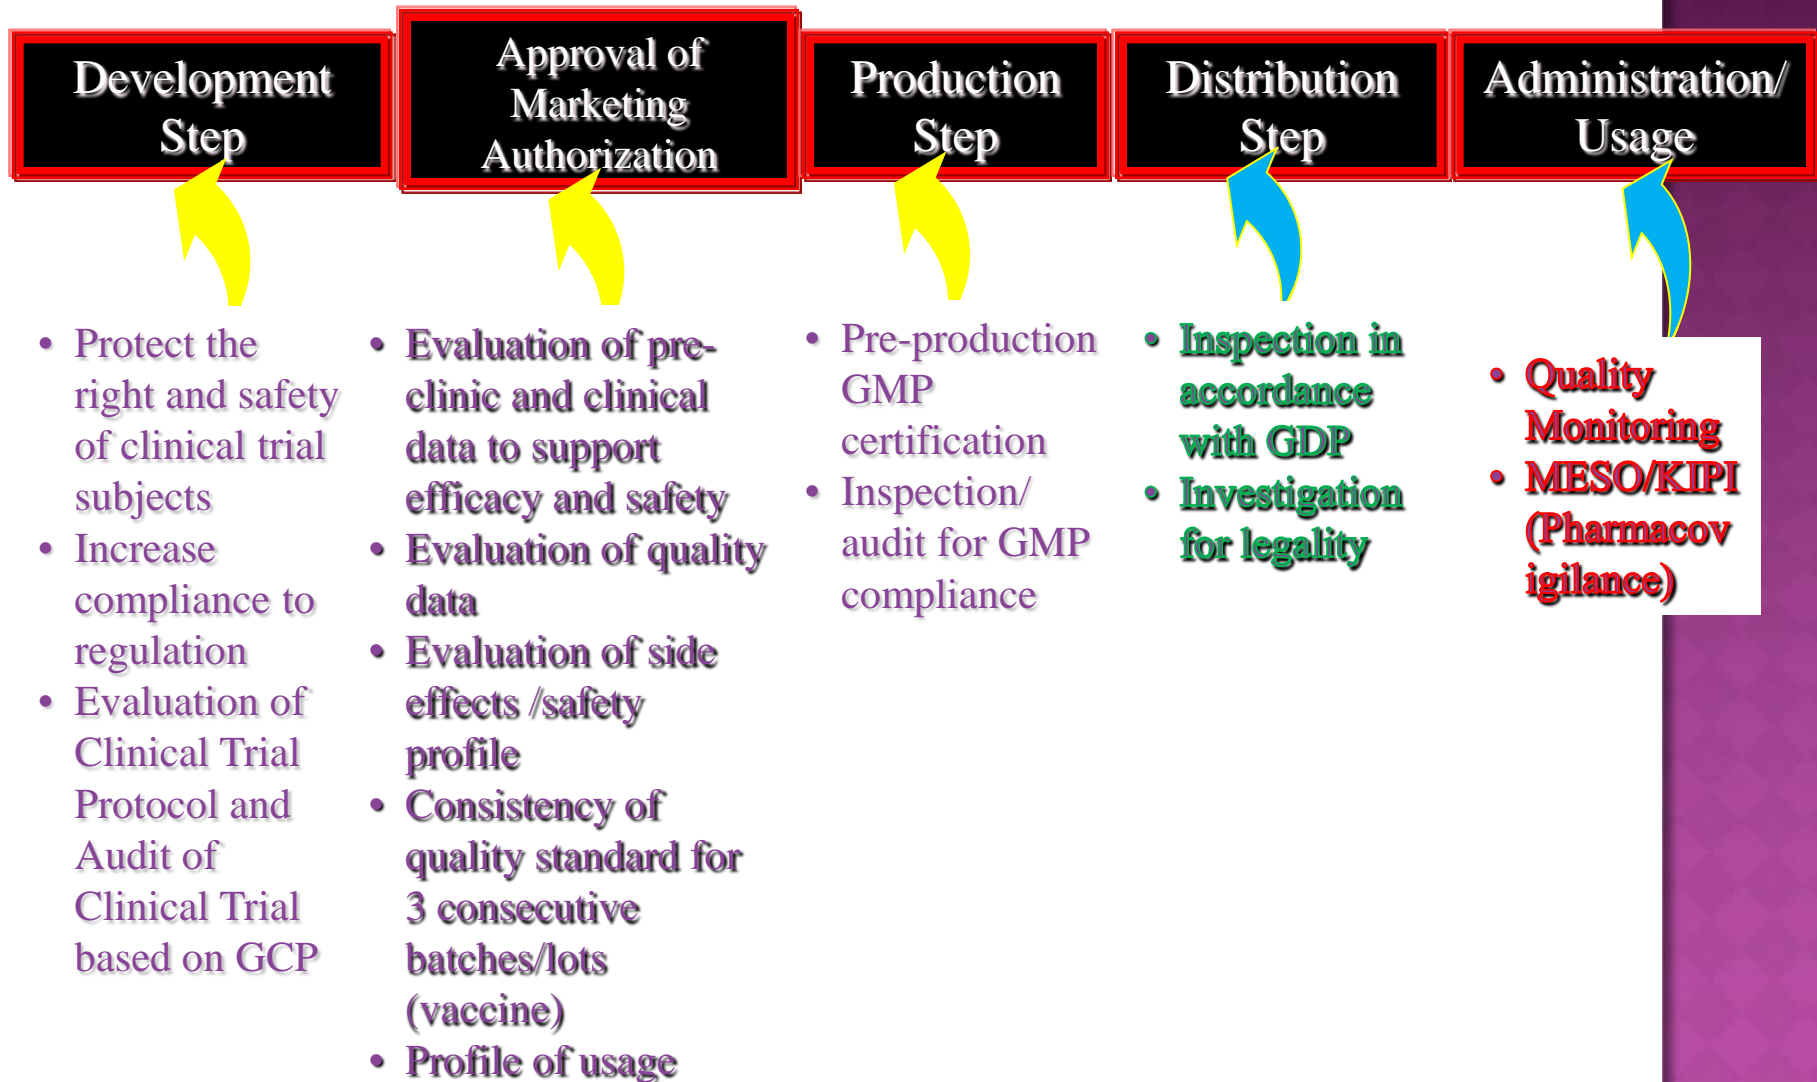 Development
Step
Approval of
Marketing
Authorization
Production
Step
Distribution
Step
Administration/
Usage
• Protect the
right and safety
of clinical trial
subjects
• Increase
compliance to
regulation
• Evaluation of
Clinical Trial
Protocol and
Audit of
Clinical Trial
based on GCP
• Evaluation of pre-
clinic and clinical
data to support
efficacy and safety
• Evaluation of quality
data
• Evaluation of side
effects /safety
profile
• Consistency of
quality standard for
3 consecutive
batches/lots
(vaccine)
• Profile of usage
• Pre-production
GMP
certification
• Inspection/
audit for GMP
compliance
• Inspection in
accordance
with GDP
• Investigation
for legality
• Quality
Monitoring
• MESO/KIPI
(Pharmacov
igilance)